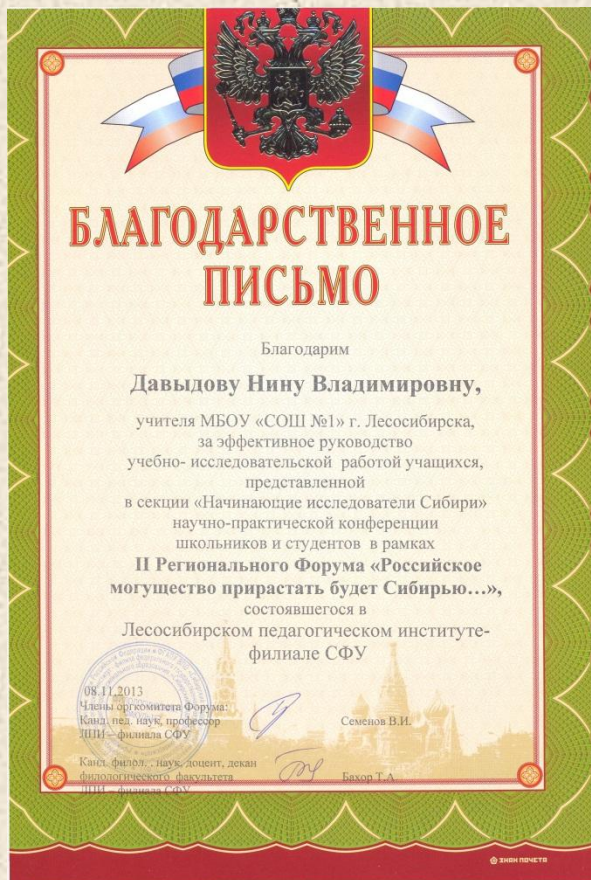 БЛАГОДАРСТВЕННОЕ
ПИСЬМО
Благодарим
Давыдову Нину Владимировну,
учителя МБОУ «СОШ №1» г. Лесосибирска,
за эффективное руководство
учебно- исследовательской работой учащихся,
представленной
в секции «Начинающие исследователи Сибири»
научно-практической конференции
школьников и студентов в рамках
II Регионального Форума «Российское
могущество прирастать будет Сибирью…»,
состоявшегося в
Лесосибирском педагогическом институте-
филиале СФУ
08.11.2013
Члены оргкомитета Форума:
Канд. пед. наук, профессор
ЛПИ – филиала СФУ
Семенов В.И.
Канд. филол. . наук, доцент, декан
филологического факультета
ЛПИ – филиала СФУ
Бахор Т.А.
ЗНАК ПОЧЕТА